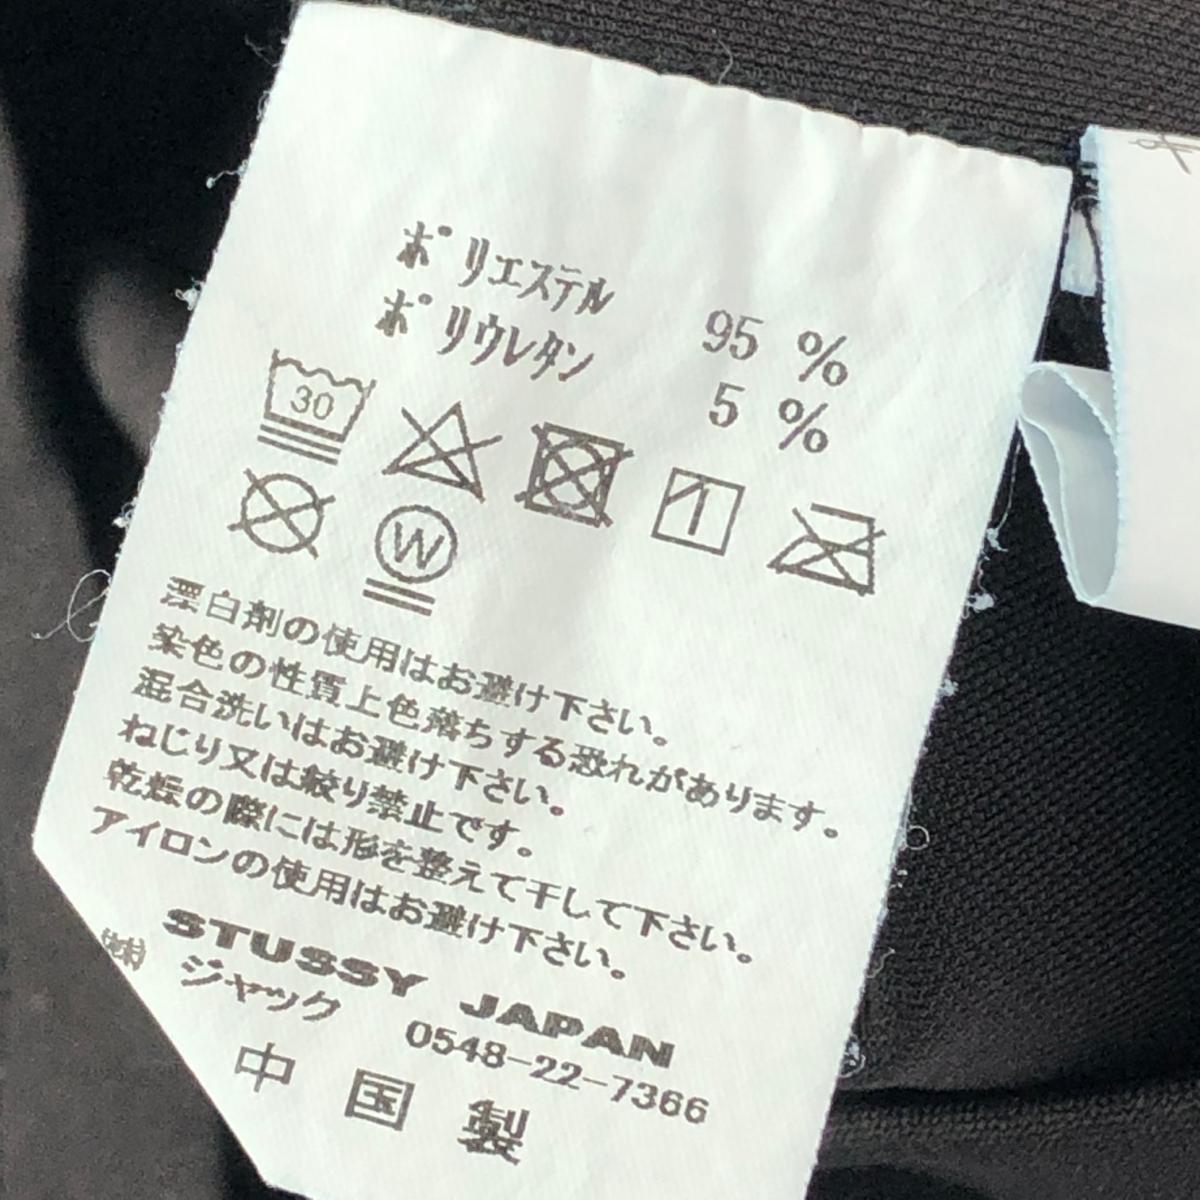 ポリエステル 95 %
ポリウレタン 5 %
30
W
漂白剤の使用はお避け下さい。
染色の性質上色落ちする恐れがあります。
混合洗いはお避け下さい。
ねじり又は絞り禁止です。
乾燥の際には形を整えて干して下さい。
アイロンの使用はお避け下さい。
STUSSY JAPAN
㈱ ジャック 0548-22-7366
中国製